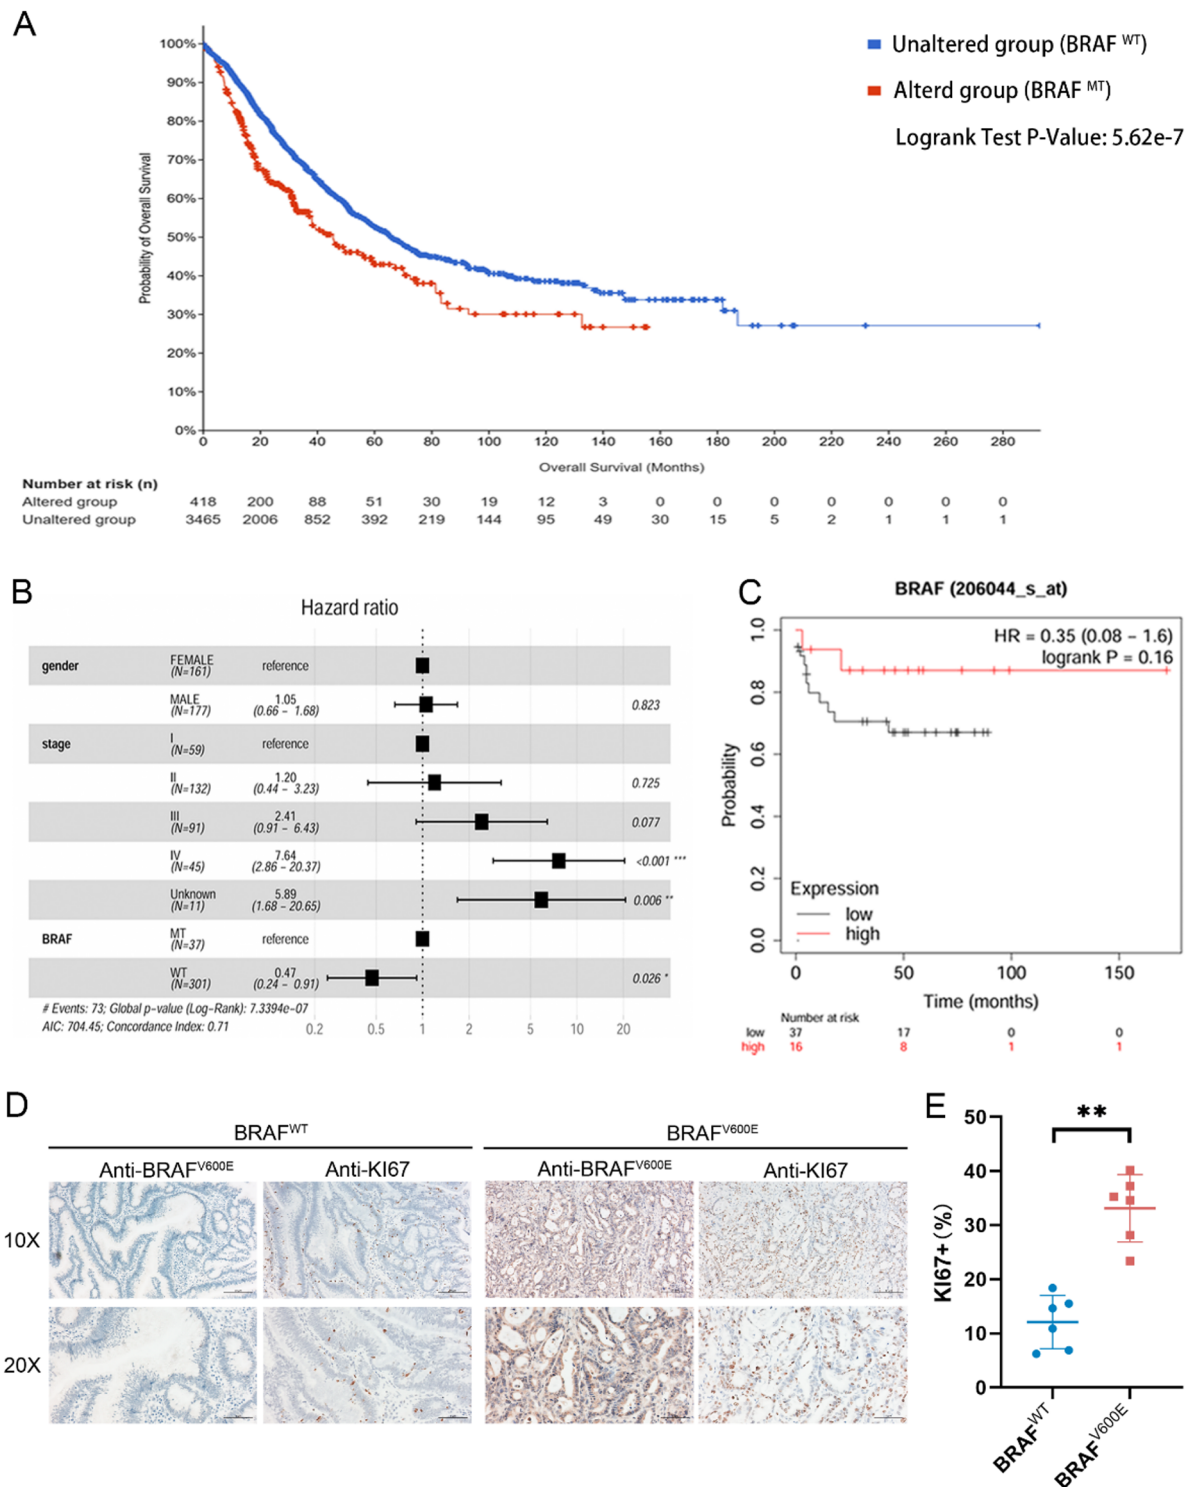 A
Unaltered group (BRAF WT)
Alterd group (BRAF MT)
Logrank Test P-Value: 5.62e-7
Probability of Overall Survival
100%
90%
80%
70%
60%
50%
40%
30%
20%
10%
0%
0 20 40 60 80 100 120 140 160 180 200 220 240 260 280
Overall Survival (Months)
Number at risk (n)
Altered group 418 200 88 51 30 19 12 3 0 0 0 0 0 0 0
Unaltered group 3465 2006 852 392 219 144 95 49 30 15 5 2 1 1 1
B
Hazard ratio
gender FEMALE (N=161) reference
MALE (N=177) 1.05 (0.66 – 1.68) 0.823
stage I (N=59) reference
II (N=132) 1.20 (0.44 – 3.23) 0.725
III (N=91) 2.41 (0.91 – 6.43) 0.077
IV (N=45) 7.64 (2.86 – 20.37) <0.001 ***
Unknown (N=11) 5.89 (1.68 – 20.65) 0.006 **
BRAF MT (N=37) reference
WT (N=301) 0.47 (0.24 – 0.91) 0.026 *
# Events: 73; Global p-value (Log-Rank): 7.3394e-07
AIC: 704.45; Concordance Index: 0.71
0.2 0.5 1 2 5 10 20
C
BRAF (206044_s_at)
HR = 0.35 (0.08 – 1.6)
logrank P = 0.16
Probability
1.0
0.8
0.6
0.4
0.2
0.0
Expression
low
high
0 50 100 150
Time (months)
Number at risk
low 37 17 0 0
high 16 8 1 1
D
BRAFWT BRAFV600E
Anti-BRAFV600E Anti-KI67 Anti-BRAFV600E Anti-KI67
10X
20X
E
**
KI67+ (%)
50
40
30
20
10
0
BRAFWT
BRAFV600E